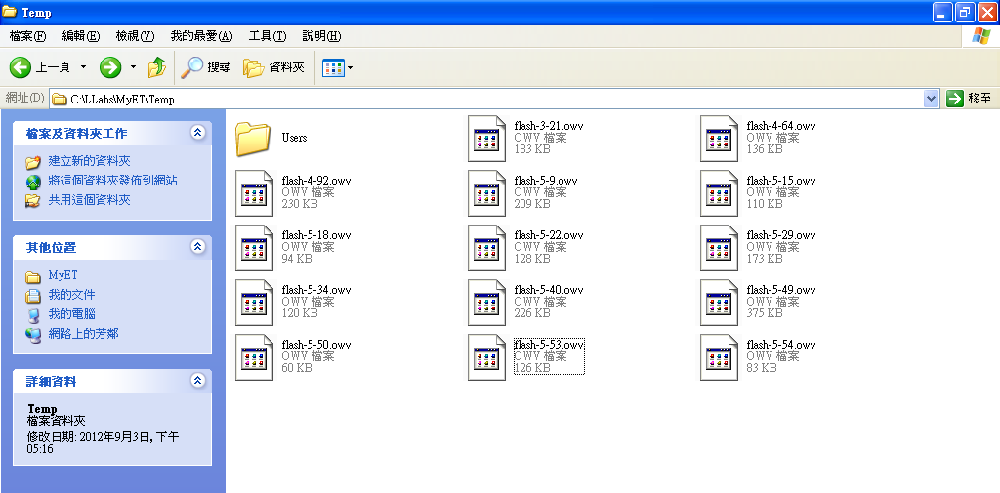 Temp
檔案(F) 編輯(E) 檢視(V) 我的最愛(A) 工具(T) 說明(H)
上一頁 搜尋 資料夾
網址(D) C:\LLabs\MyET\Temp 移至
檔案及資料夾工作
建立新的資料夾
將這個資料夾發佈到網站
共用這個資料夾
其他位置
MyET
我的文件
我的電腦
網路上的芳鄰
詳細資料
Temp
檔案資料夾
修改日期: 2012年9月3日, 下午
05:16
Users
flash-3-21.owv
OWV 檔案
183 KB
flash-4-64.owv
OWV 檔案
136 KB
flash-4-92.owv
OWV 檔案
230 KB
flash-5-9.owv
OWV 檔案
209 KB
flash-5-15.owv
OWV 檔案
110 KB
flash-5-18.owv
OWV 檔案
94 KB
flash-5-22.owv
OWV 檔案
128 KB
flash-5-29.owv
OWV 檔案
173 KB
flash-5-34.owv
OWV 檔案
120 KB
flash-5-40.owv
OWV 檔案
226 KB
flash-5-49.owv
OWV 檔案
375 KB
flash-5-50.owv
OWV 檔案
60 KB
flash-5-53.owv
OWV 檔案
126 KB
flash-5-54.owv
OWV 檔案
83 KB